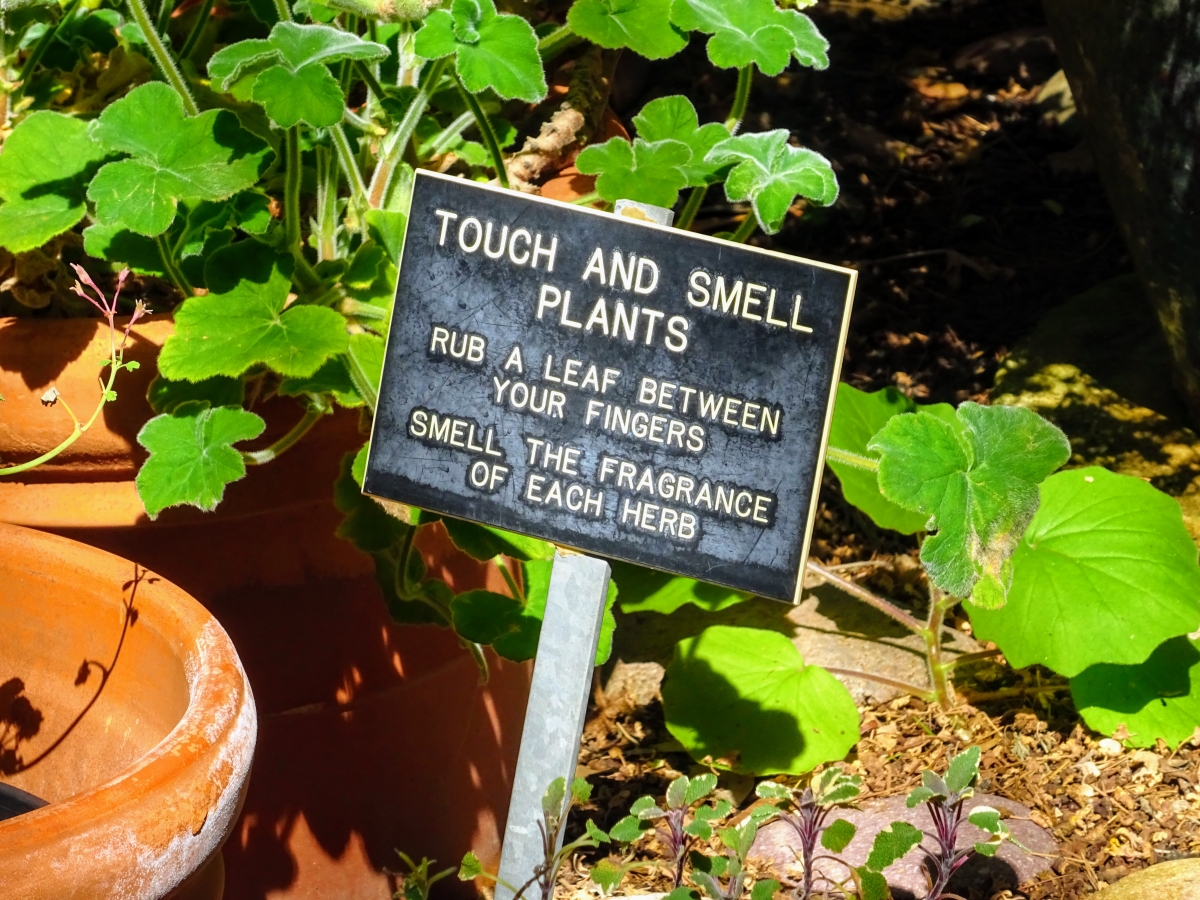 TOUCH AND SMELL
PLANTS
RUB A LEAF BETWEEN
YOUR FINGERS
SMELL THE FRAGRANCE
OF EACH HERB